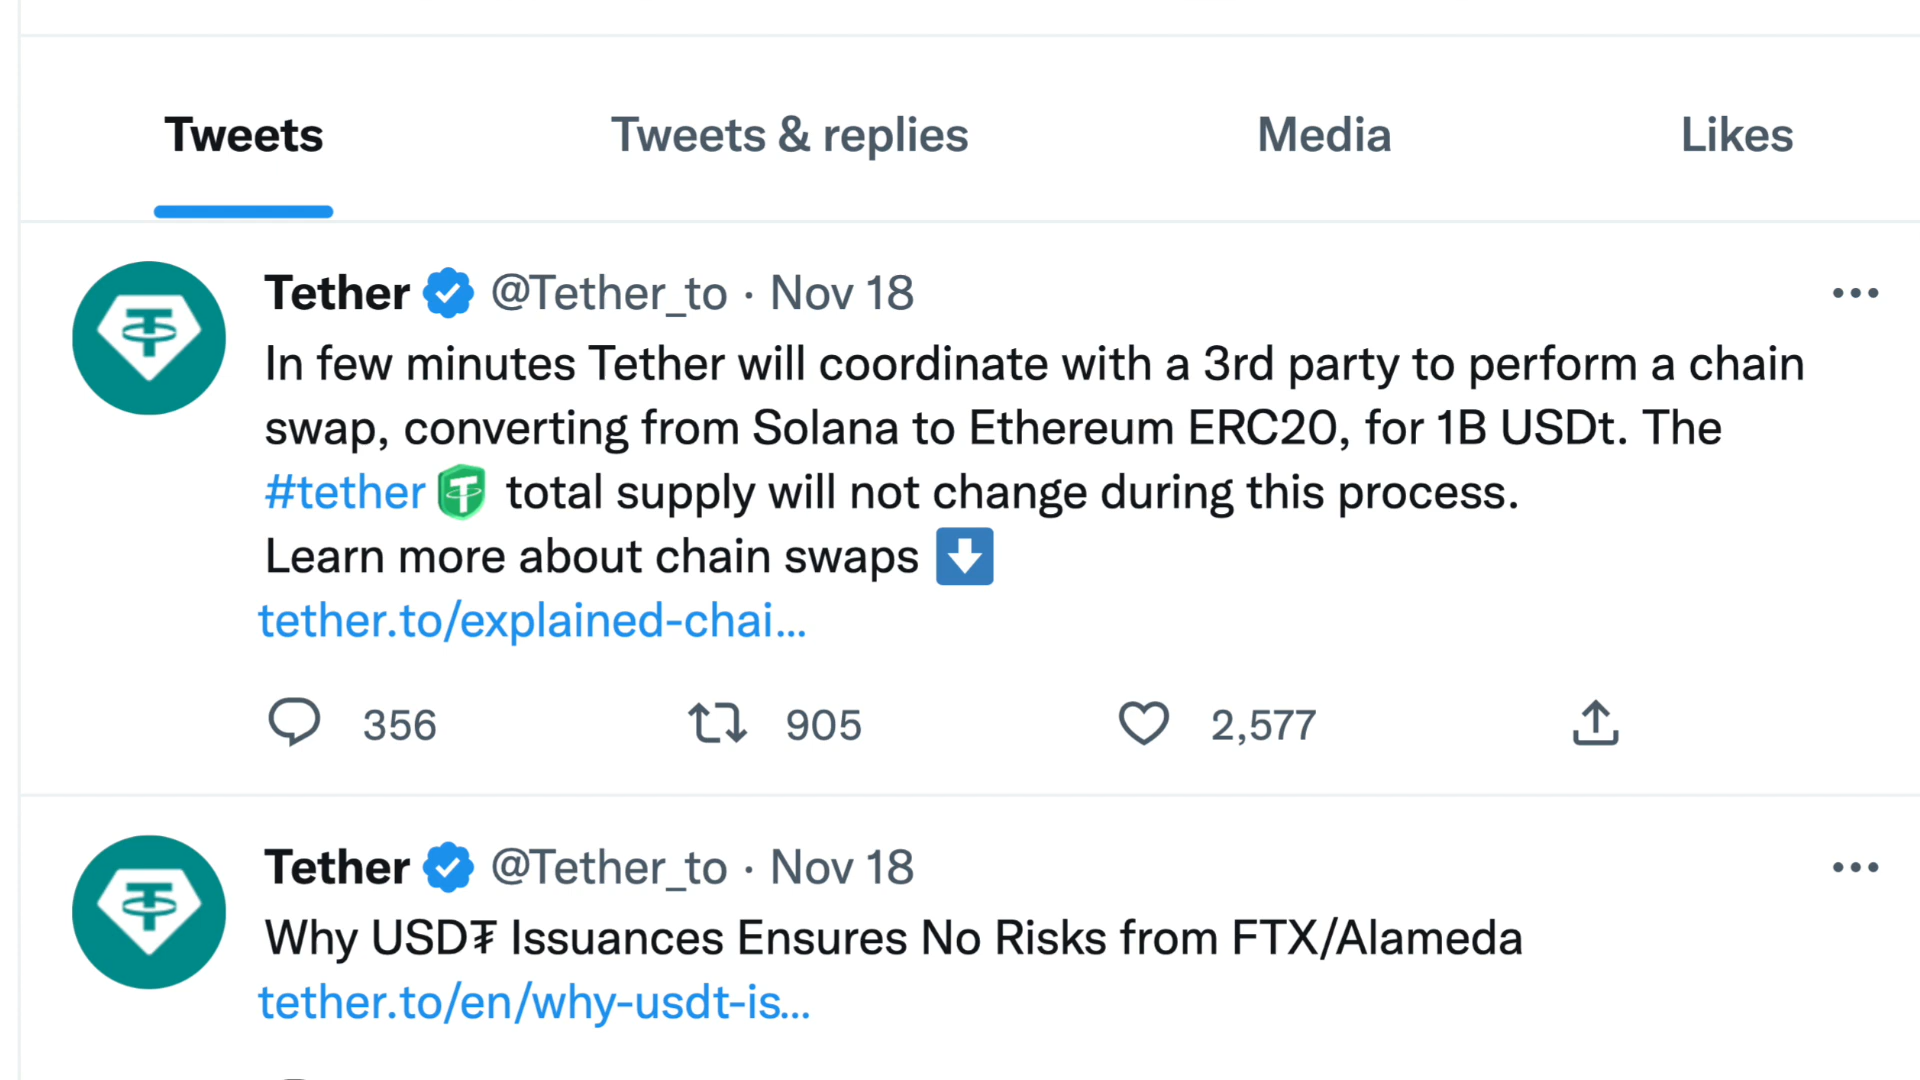 Tweets
Tweets & replies
Media
Likes
Tether @Tether_to · Nov 18
In few minutes Tether will coordinate with a 3rd party to perform a chain
swap, converting from Solana to Ethereum ERC20, for 1B USDt. The
#tether total supply will not change during this process.
Learn more about chain swaps ⬇️
tether.to/explained-chai...
356
905
2,577
Tether @Tether_to · Nov 18
Why USD₮ Issuances Ensures No Risks from FTX/Alameda
tether.to/en/why-usdt-is...